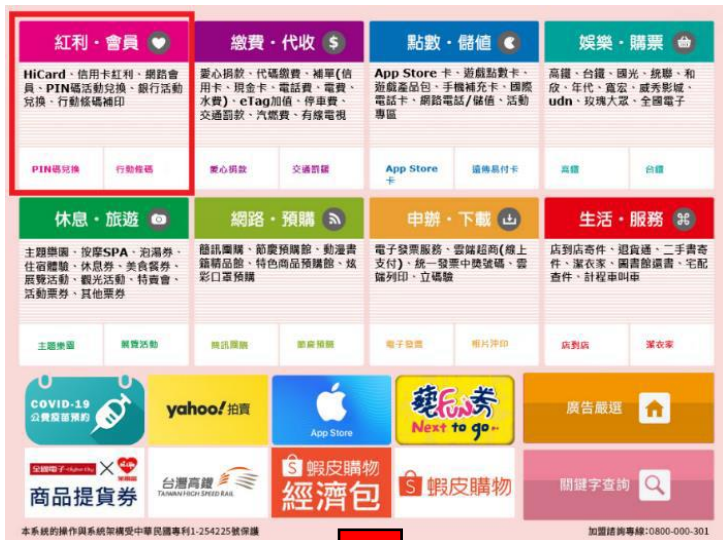 紅利・會員
繳費・代收 $
點數・儲值
娛樂・購票
HiCard、信用卡紅利、網路會
員、PIN碼活動兌換、銀行活動
兌換、行動條碼補印
愛心捐款、代碼繳費、補單(信
用卡、現金卡、電話費、電費、
水費)、eTag加值、停車費、
交通罰款、汽燃費、有線電視
App Store 卡、遊戲點數卡、
遊戲產品包、手機補充卡、國際
電話卡、網路電話/儲值、活動
專區
高鐵、台鐵、國光、統聯、和
欣、年代、寬宏、威秀影城、
udn、玫瑰大眾、全國電子
PIN碼兌換
行動條碼
愛心捐款
交通罰鍰
App Store
卡
遠傳易付卡
高鐵
台鐵
休息・旅遊
網路・預購
申辦・下載
生活・服務
主題樂園、按摩SPA、泡湯券、
住宿體驗、休息券、美食餐券、
展覽活動、觀光活動、特賣會、
活動票券、其他票券
簡訊團購、節慶預購館、動漫書
籍精品館、特色商品預購館、炫
彩口罩預購
電子發票服務、雲端超商(線上
支付)、統一發票中獎號碼、雲
端列印、立碼驗
店到店寄件、退貨通、二手書寄
件、潔衣家、圖書館還書、宅配
查件、計程車叫車
主題樂園
展覽活動
簡訊團購
節慶預購
電子發票
相片沖印
店到店
潔衣家
COVID-19
公費疫苗預約
yahoo!拍賣
App Store
藝FUN券
Next to go
廣告嚴選
全國電子
商品提貨券
台灣高鐵
TAIWAN HIGH SPEED RAIL
蝦皮購物
經濟包
蝦皮購物
關鍵字查詢
本系統的操作與系統架構受中華民國專利1-254225號保護
加盟諮詢專線:0800-000-301